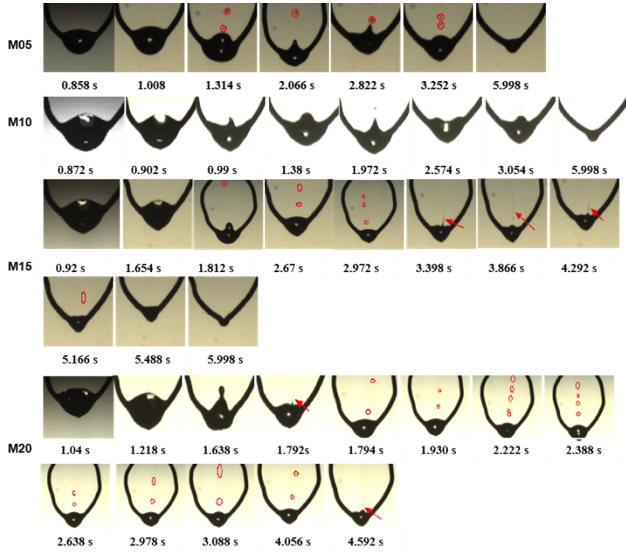 M05
0.858 s 1.008 1.314 s 2.066 s 2.822 s 3.252 s 5.998 s
M10
0.872 s 0.902 s 0.99 s 1.38 s 1.972 s 2.574 s 3.054 s 5.998 s
M15
0.92 s 1.654 s 1.812 s 2.67 s 2.972 s 3.398 s 3.866 s 4.292 s
5.166 s 5.488 s 5.998 s
M20
1.04 s 1.218 s 1.638 s 1.792s 1.794 s 1.930 s 2.222 s 2.388 s
2.638 s 2.978 s 3.088 s 4.056 s 4.592 s